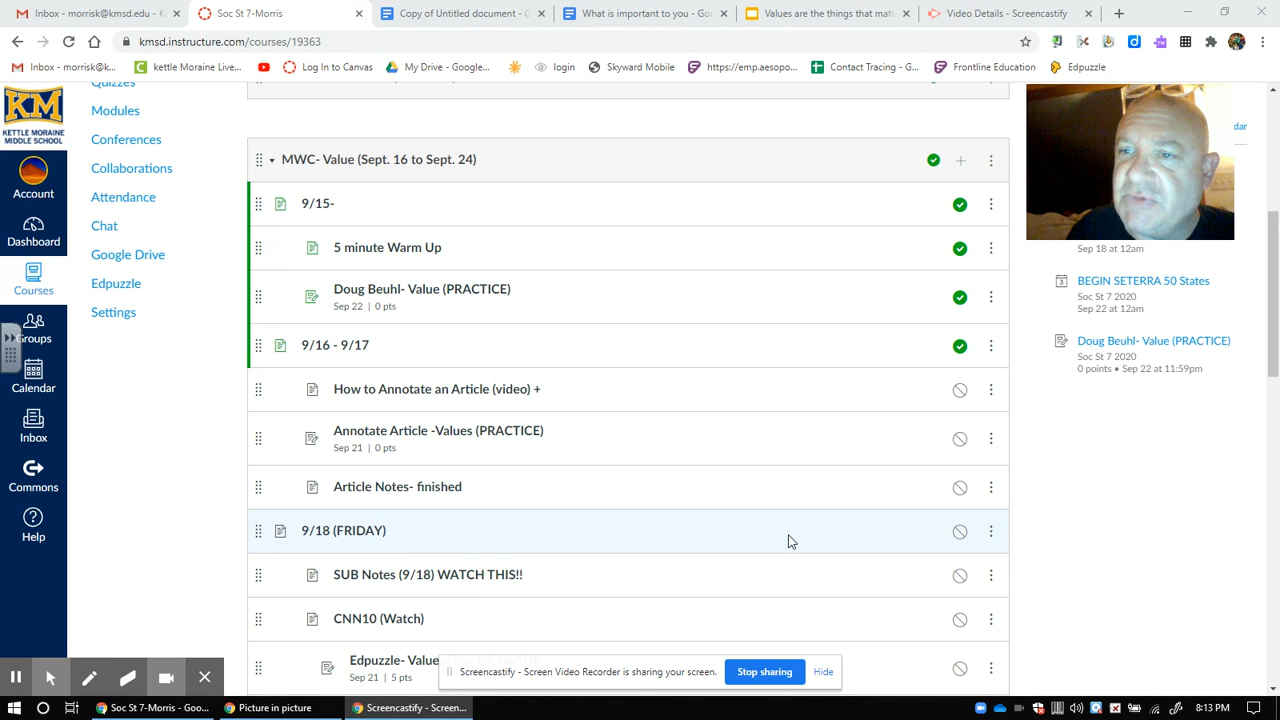 Inbox - morrisk@kmsd.edu - K
Soc St 7-Morris
Copy of Untitled document - G
What is important to you - Goo
Values are the things that matt
Video Details - Screencastify
kmsd.instructure.com/courses/19363
Inbox - morrisk@k...
kettle Moraine Live...
Log In to Canvas
My Drive - Google...
login
Skyward Mobile
https://emp.aesopo...
Contact Tracing - G...
Frontline Education
Edpuzzle
KM
KETTLE MORAINE
MIDDLE SCHOOL
Account
Dashboard
Courses
Groups
Calendar
Inbox
Commons
Help
Quizzes
Modules
Conferences
Collaborations
Attendance
Chat
Google Drive
Edpuzzle
Settings
MWC- Value (Sept. 16 to Sept. 24)
9/15-
5 minute Warm Up
Doug Beuhl- Value (PRACTICE)
Sep 22 | 0 pts
9/16 - 9/17
How to Annotate an Article (video) +
Annotate Article -Values (PRACTICE)
Sep 21 | 0 pts
Article Notes- finished
9/18 (FRIDAY)
SUB Notes (9/18) WATCH THIS!!
CNN10 (Watch)
Edpuzzle- Value
Sep 21 | 5 pts
dar
Sep 18 at 12am
BEGIN SETERRA 50 States
Soc St 7 2020
Sep 22 at 12am
Doug Beuhl- Value (PRACTICE)
Soc St 7 2020
0 points • Sep 22 at 11:59pm
Screencastify - Screen Video Recorder is sharing your screen.
Stop sharing
Hide
Soc St 7-Morris - Goo...
Picture in picture
Screencastify - Screen...
8:13 PM